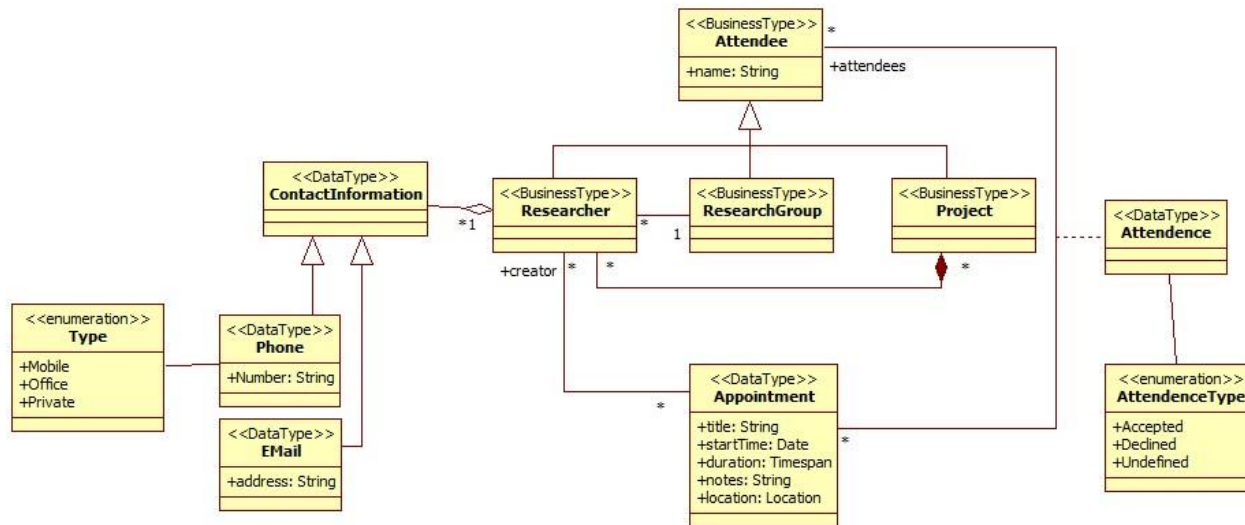 <<BusinessType>>
Attendee
+name: String
*
+attendees
<<DataType>>
ContactInformation
*1
<<BusinessType>>
Researcher
*
1
<<BusinessType>>
ResearchGroup
<<BusinessType>>
Project
<<DataType>>
Attendence
+creator
*
*
*
<<enumeration>>
Type
+Mobile
+Office
+Private
<<DataType>>
Phone
+Number: String
<<DataType>>
EMail
+address: String
*
<<DataType>>
Appointment
+title: String
+startTime: Date
+duration: Timespan
+notes: String
+location: Location
*
<<enumeration>>
AttendenceType
+Accepted
+Declined
+Undefined